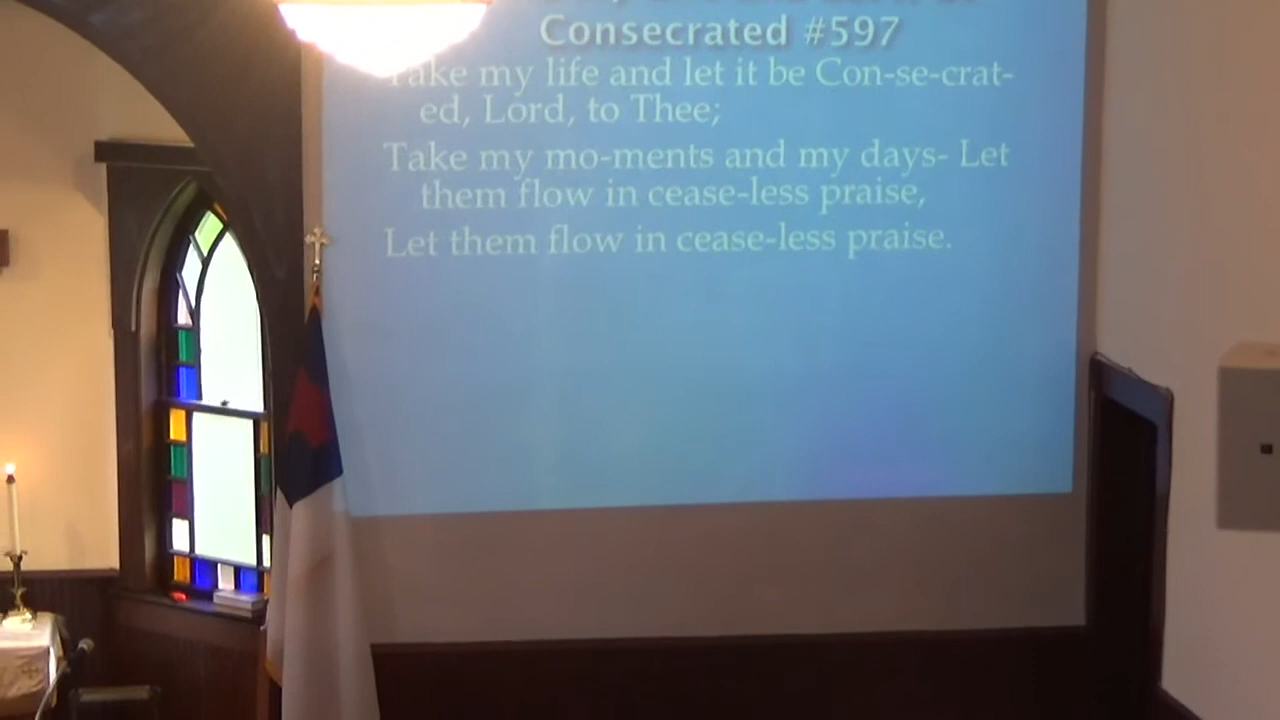 Consecrated #597
Take my life and let it be Con-se-crat-
ed, Lord, to Thee;
Take my mo-ments and my days- Let
them flow in cease-less praise,
Let them flow in cease-less praise.